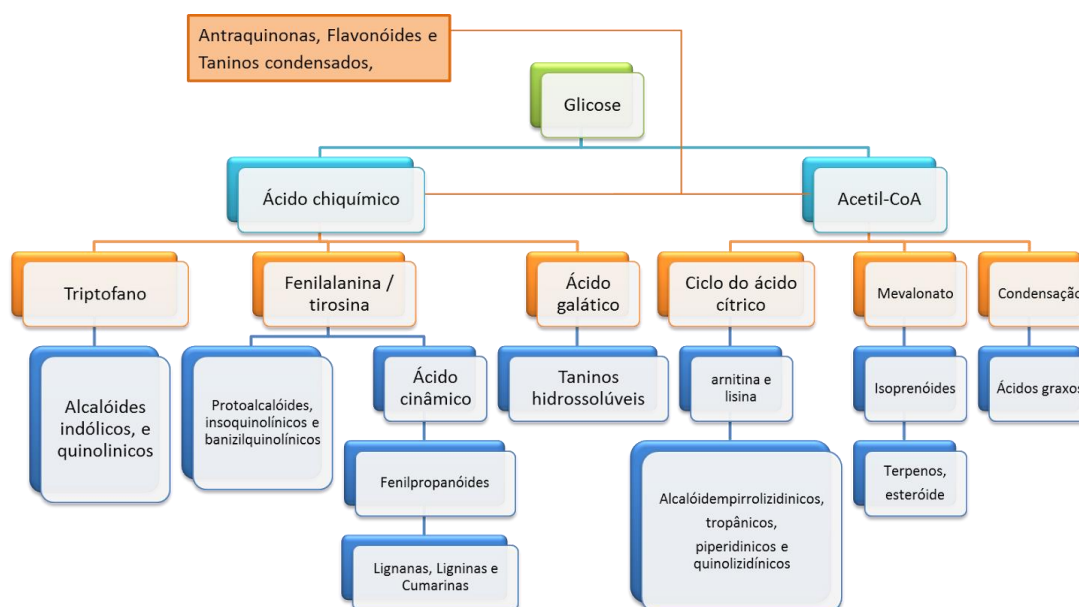 Antraquinonas, Flavonóides e
Taninos condensados,
Glicose
Ácido chiquímico
Acetil-CoA
Triptofano
Fenilalanina /
tirosina
Ácido
galático
Ciclo do ácido
cítrico
Mevalonato
Condensação
Alcalóides
indólicos, e
quinolinicos
Protoalcalóides,
insoquinolínicos e
banizilquinolínicos
Ácido
cinâmico
Taninos
hidrossolúveis
arnitina e
lisina
Isoprenóides
Ácidos graxos
Fenilpropanóides
Alcalóidempirrolizidinicos,
tropânicos,
piperidinicos e
quinolizidínicos
Terpenos,
esteróide
Lignanas, Ligninas e
Cumarinas